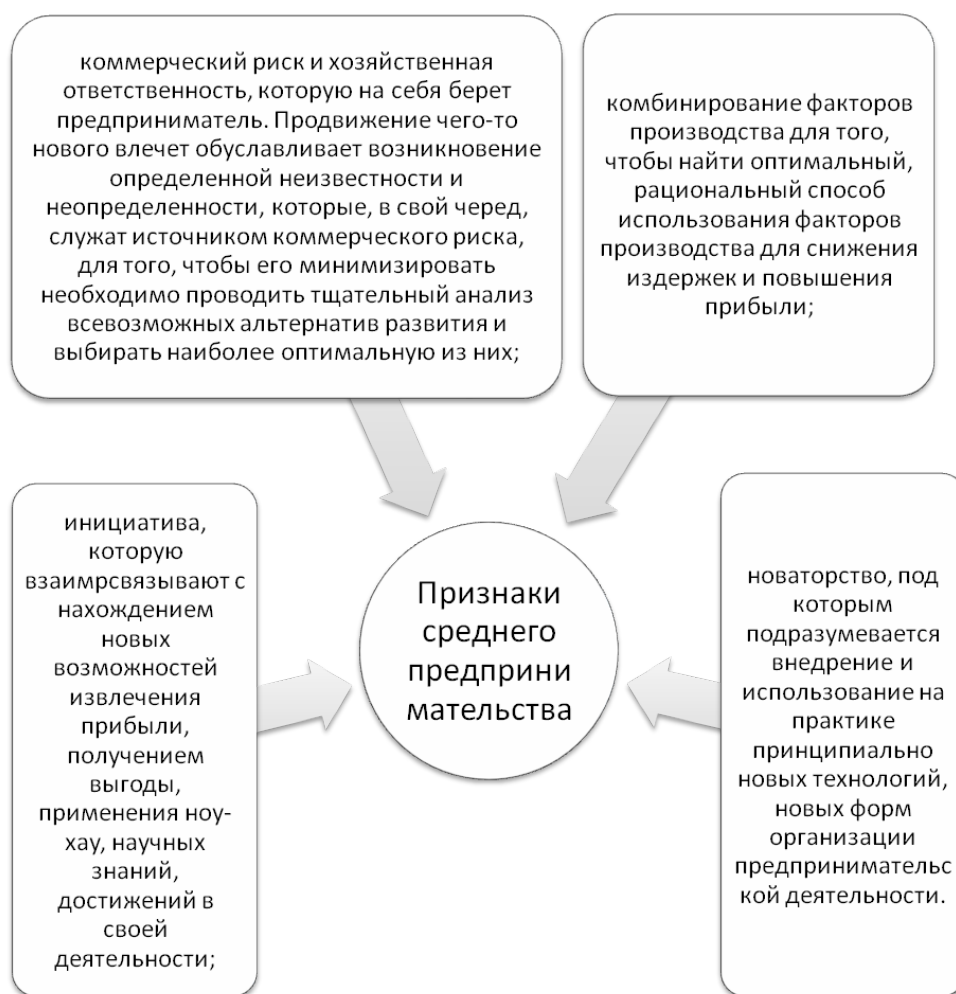 коммерческий риск и хозяйственная
ответственность, которую на себя берет
предприниматель. Продвижение чего-то
нового влечет обуславливает возникновение
определенной неизвестности и
неопределенности, которые, в свой черед,
служат источником коммерческого риска,
для того, чтобы его минимизировать
необходимо проводить тщательный анализ
всевозможных альтернатив развития и
выбирать наиболее оптимальную из них;
комбинирование факторов
производства для того,
чтобы найти оптимальный,
рациональный способ
использования факторов
производства для снижения
издержек и повышения
прибыли;
инициатива,
которую
взаимрсвязывают с
нахождением
новых
возможностей
извлечения
прибыли,
получением
выгоды,
применения ноу-
хау, научных
знаний,
достижений в
своей
деятельности;
Признаки
среднего
предприни
мательства
новаторство, под
которым
подразумевается
внедрение и
использование на
практике
принципиально
новых технологий,
новых форм
организации
предпринимательс
кой деятельности.